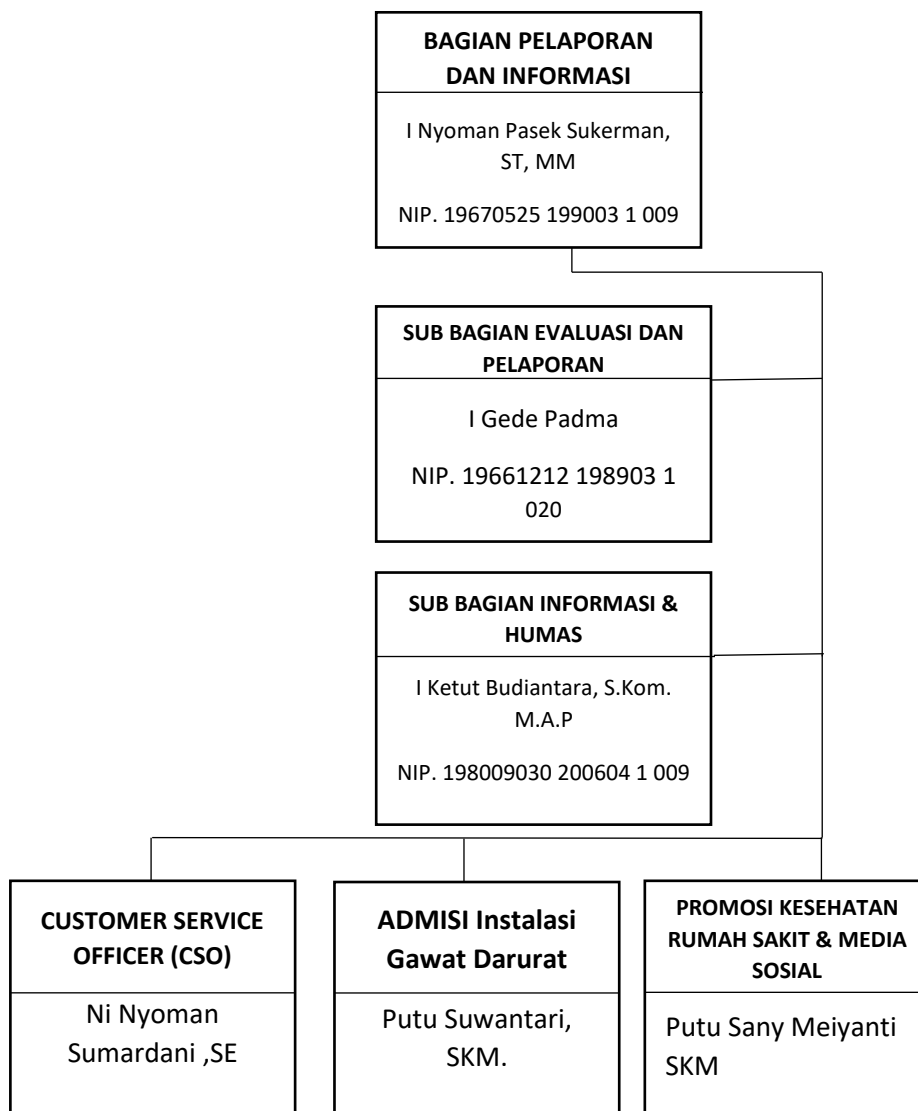 BAGIAN PELAPORAN
DAN INFORMASI
I Nyoman Pasek Sukerman,
ST, MM
NIP. 19670525 199003 1 009
SUB BAGIAN EVALUASI DAN
PELAPORAN
I Gede Padma
NIP. 19661212 198903 1
020
SUB BAGIAN INFORMASI &
HUMAS
I Ketut Budiantara, S.Kom.
M.A.P
NIP. 198009030 200604 1 009
CUSTOMER SERVICE
OFFICER (CSO)
Ni Nyoman
Sumardani ,SE
ADMISI Instalasi
Gawat Darurat
Putu Suwantari,
SKM.
PROMOSI KESEHATAN
RUMAH SAKIT & MEDIA
SOSIAL
Putu Sany Meiyanti
SKM